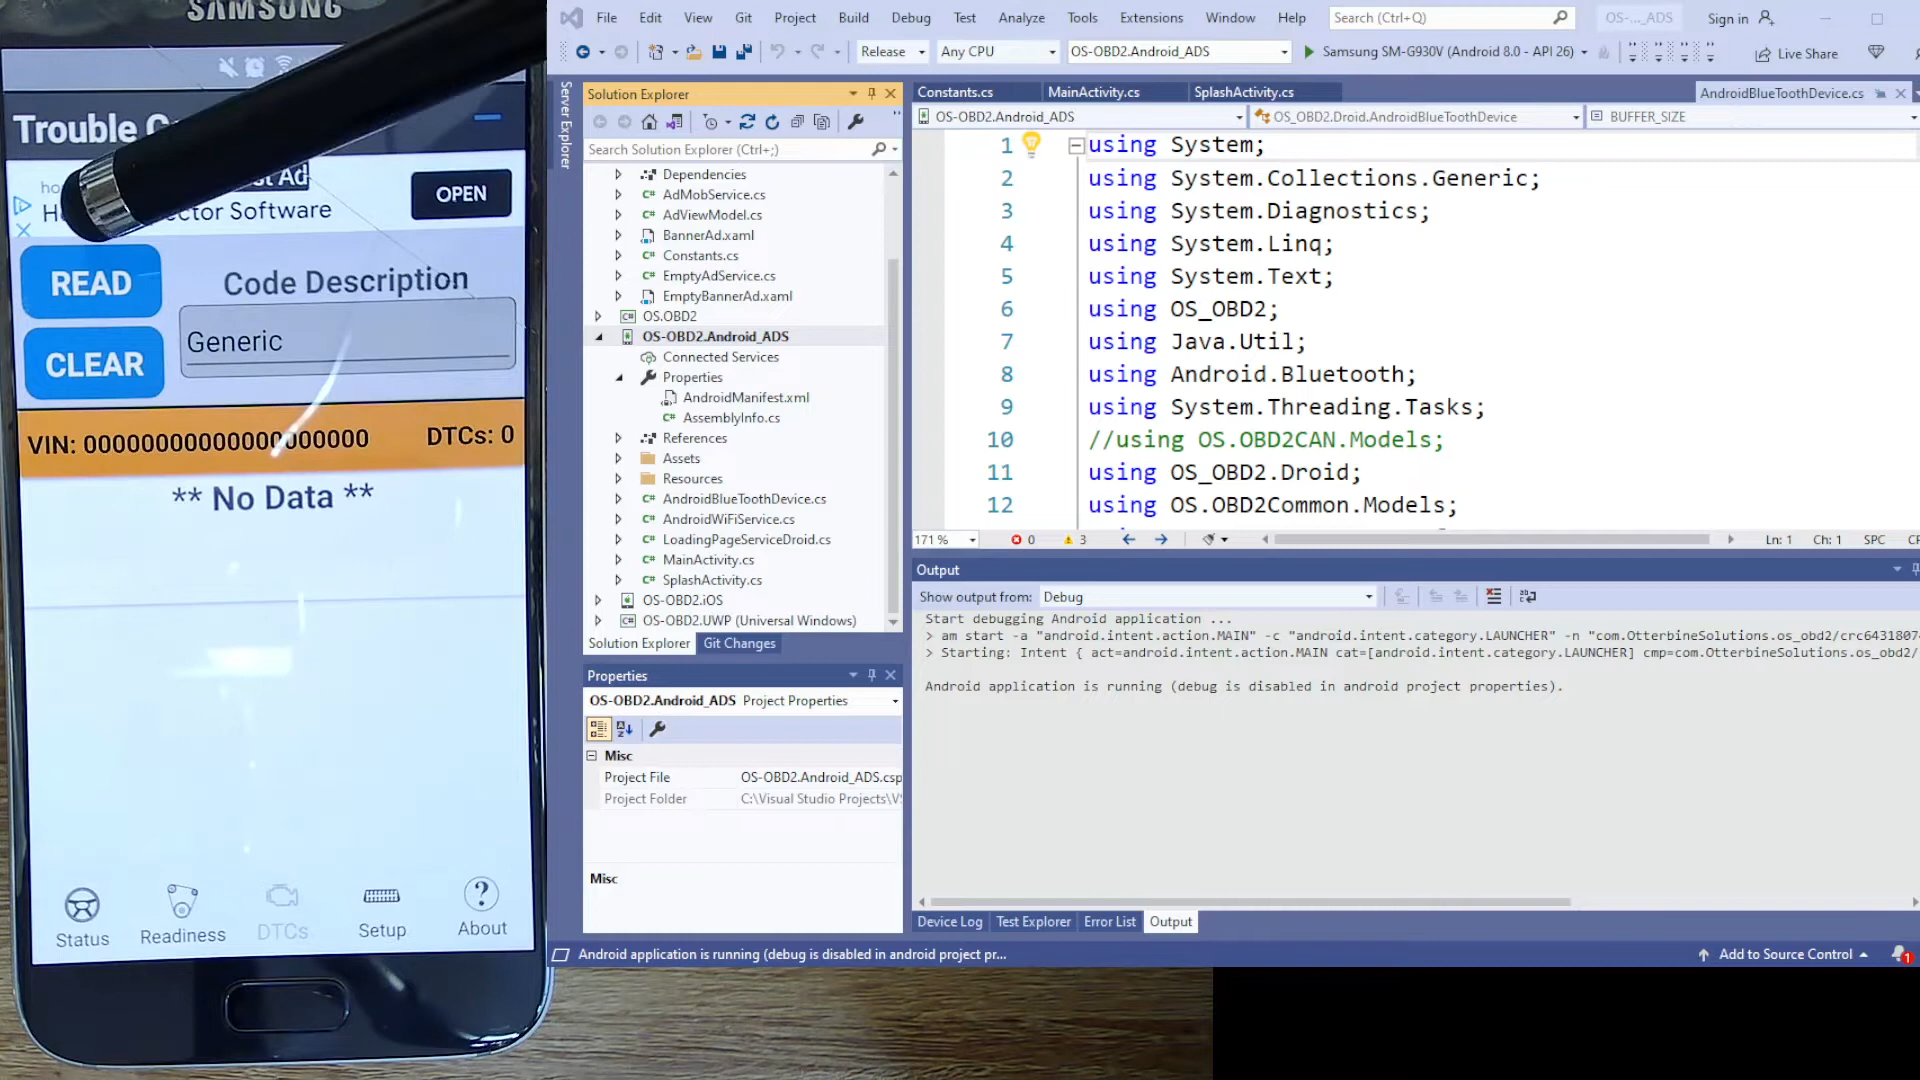 SAMSUNG
Trouble
OPEN
READ
Code Description
Generic
CLEAR
VIN: 00000000000000000000
DTCs: 0
** No Data **
Status
Readiness
DTCs
Setup
About
File Edit View Git Project Build Debug Test Analyze Tools Extensions Window Help
Search (Ctrl+Q)
OS-..._ADS
Sign in
Release
Any CPU
OS-OBD2.Android_ADS
Samsung SM-G930V (Android 8.0 - API 26)
Live Share
Server Explorer
Solution Explorer
Search Solution Explorer (Ctrl+;)
Dependencies
AdMobService.cs
AdViewModel.cs
BannerAd.xaml
Constants.cs
EmptyAdService.cs
EmptyBannerAd.xaml
OS.OBD2
OS-OBD2.Android_ADS
Connected Services
Properties
AndroidManifest.xml
AssemblyInfo.cs
References
Assets
Resources
AndroidBlueToothDevice.cs
AndroidWiFiService.cs
LoadingPageServiceDroid.cs
MainActivity.cs
SplashActivity.cs
OS-OBD2.iOS
OS-OBD2.UWP (Universal Windows)
Solution Explorer
Git Changes
Properties
OS-OBD2.Android_ADS Project Properties
Misc
Project File OS-OBD2.Android_ADS.csp
Project Folder C:\Visual Studio Projects\VS
Misc
Constants.cs
MainActivity.cs
SplashActivity.cs
AndroidBlueToothDevice.cs
OS-OBD2.Android_ADS
OS_OBD2.Droid.AndroidBlueToothDevice
BUFFER_SIZE
1 using System;
2 using System.Collections.Generic;
3 using System.Diagnostics;
4 using System.Linq;
5 using System.Text;
6 using OS_OBD2;
7 using Java.Util;
8 using Android.Bluetooth;
9 using System.Threading.Tasks;
10 //using OS.OBD2CAN.Models;
11 using OS_OBD2.Droid;
12 using OS.OBD2Common.Models;
171 %
0
3
Ln: 1
Ch: 1
SPC
Output
Show output from: Debug
Start debugging Android application ...
> am start -a "android.intent.action.MAIN" -c "android.intent.category.LAUNCHER" -n "com.OtterbineSolutions.os_obd2/crc6431807
> Starting: Intent { act=android.intent.action.MAIN cat=[android.intent.category.LAUNCHER] cmp=com.OtterbineSolutions.os_obd2/
Android application is running (debug is disabled in android project properties).
Device Log
Test Explorer
Error List
Output
Android application is running (debug is disabled in android project pr...
Add to Source Control
1